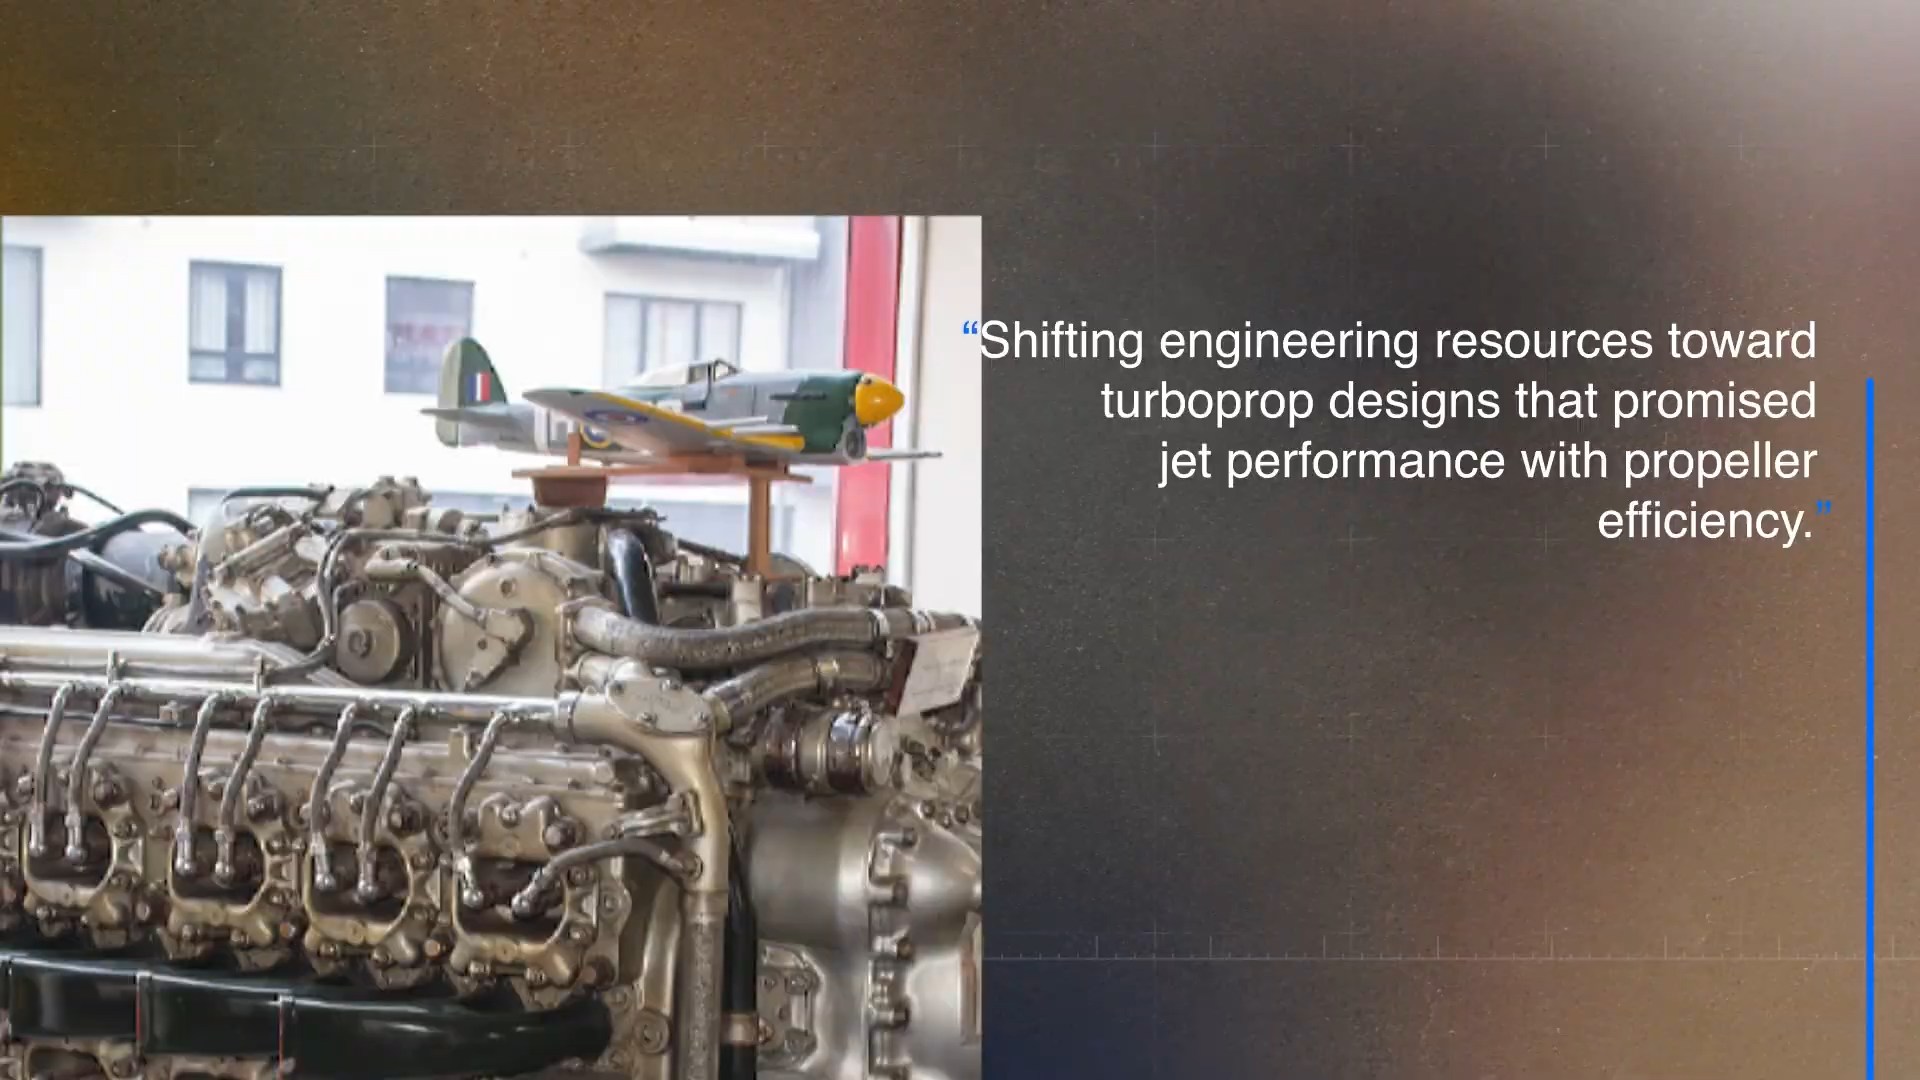 “Shifting engineering resources toward
turboprop designs that promised
jet performance with propeller
efficiency.”